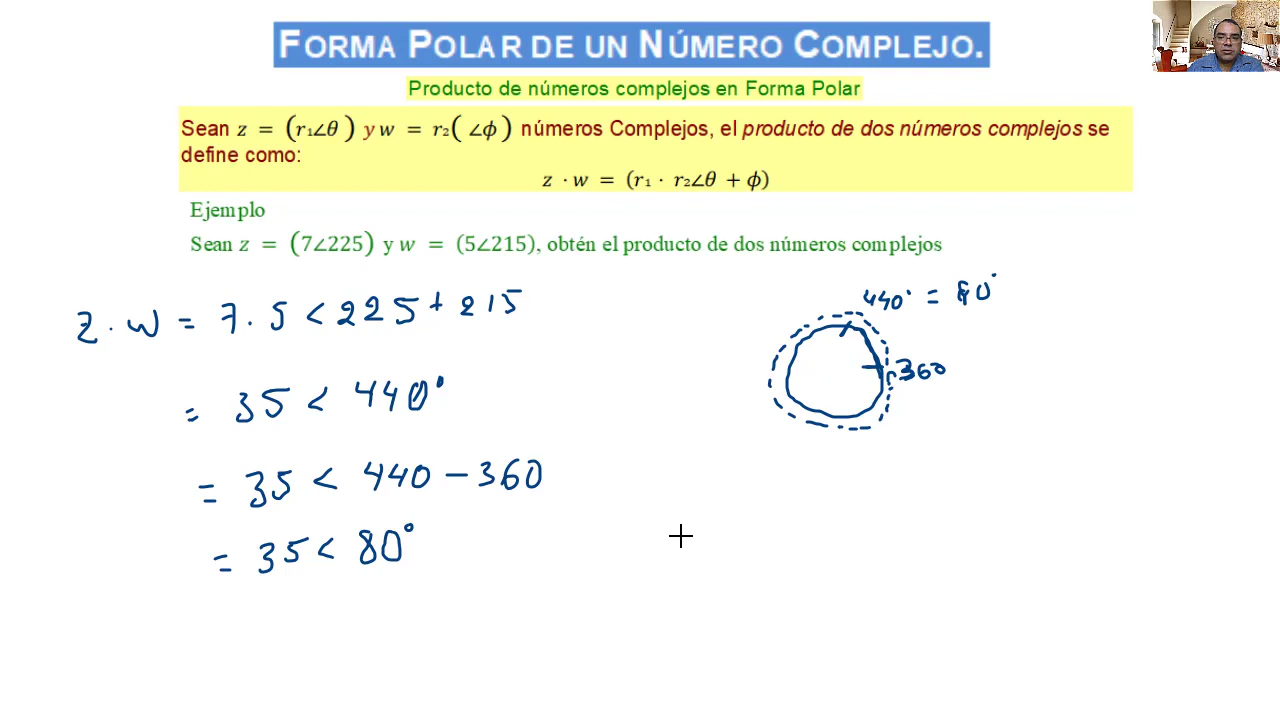 FORMA POLAR DE UN NÚMERO COMPLEJO.
Producto de números complejos en Forma Polar
Sean z = (r₁∠θ) y w = r₂(∠ϕ) números Complejos, el producto de dos números complejos se
define como:
z · w = (r₁ · r₂∠θ + ϕ)
Ejemplo
Sean z = (7∠225) y w = (5∠215), obtén el producto de dos números complejos
z · w = 7 · 5 < 225 + 215
= 35 < 440°
= 35 < 440 - 360
= 35 < 80°
440° = 80°
360